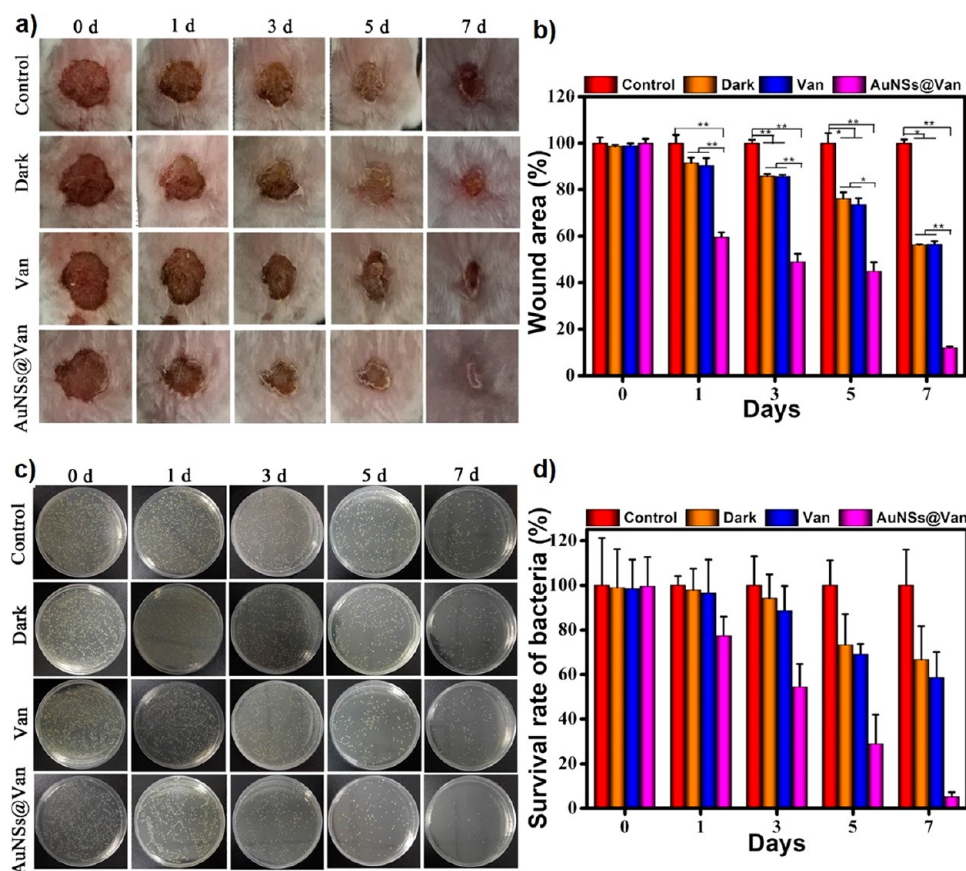 a)
0 d 1 d 3 d 5 d 7 d
Control
Dark
Van
AuNSs@Van
b)
Control Dark Van AuNSs@Van
Wound area (%)
120
100
80
60
40
20
0
** ** ** ** ** * ** * * ** * **
0 1 3 5 7
Days
c)
0 d 1 d 3 d 5 d 7 d
Control
Dark
Van
AuNSs@Van
d)
Control Dark Van AuNSs@Van
Survival rate of bacteria (%)
120
100
80
60
40
20
0
0 1 3 5 7
Days